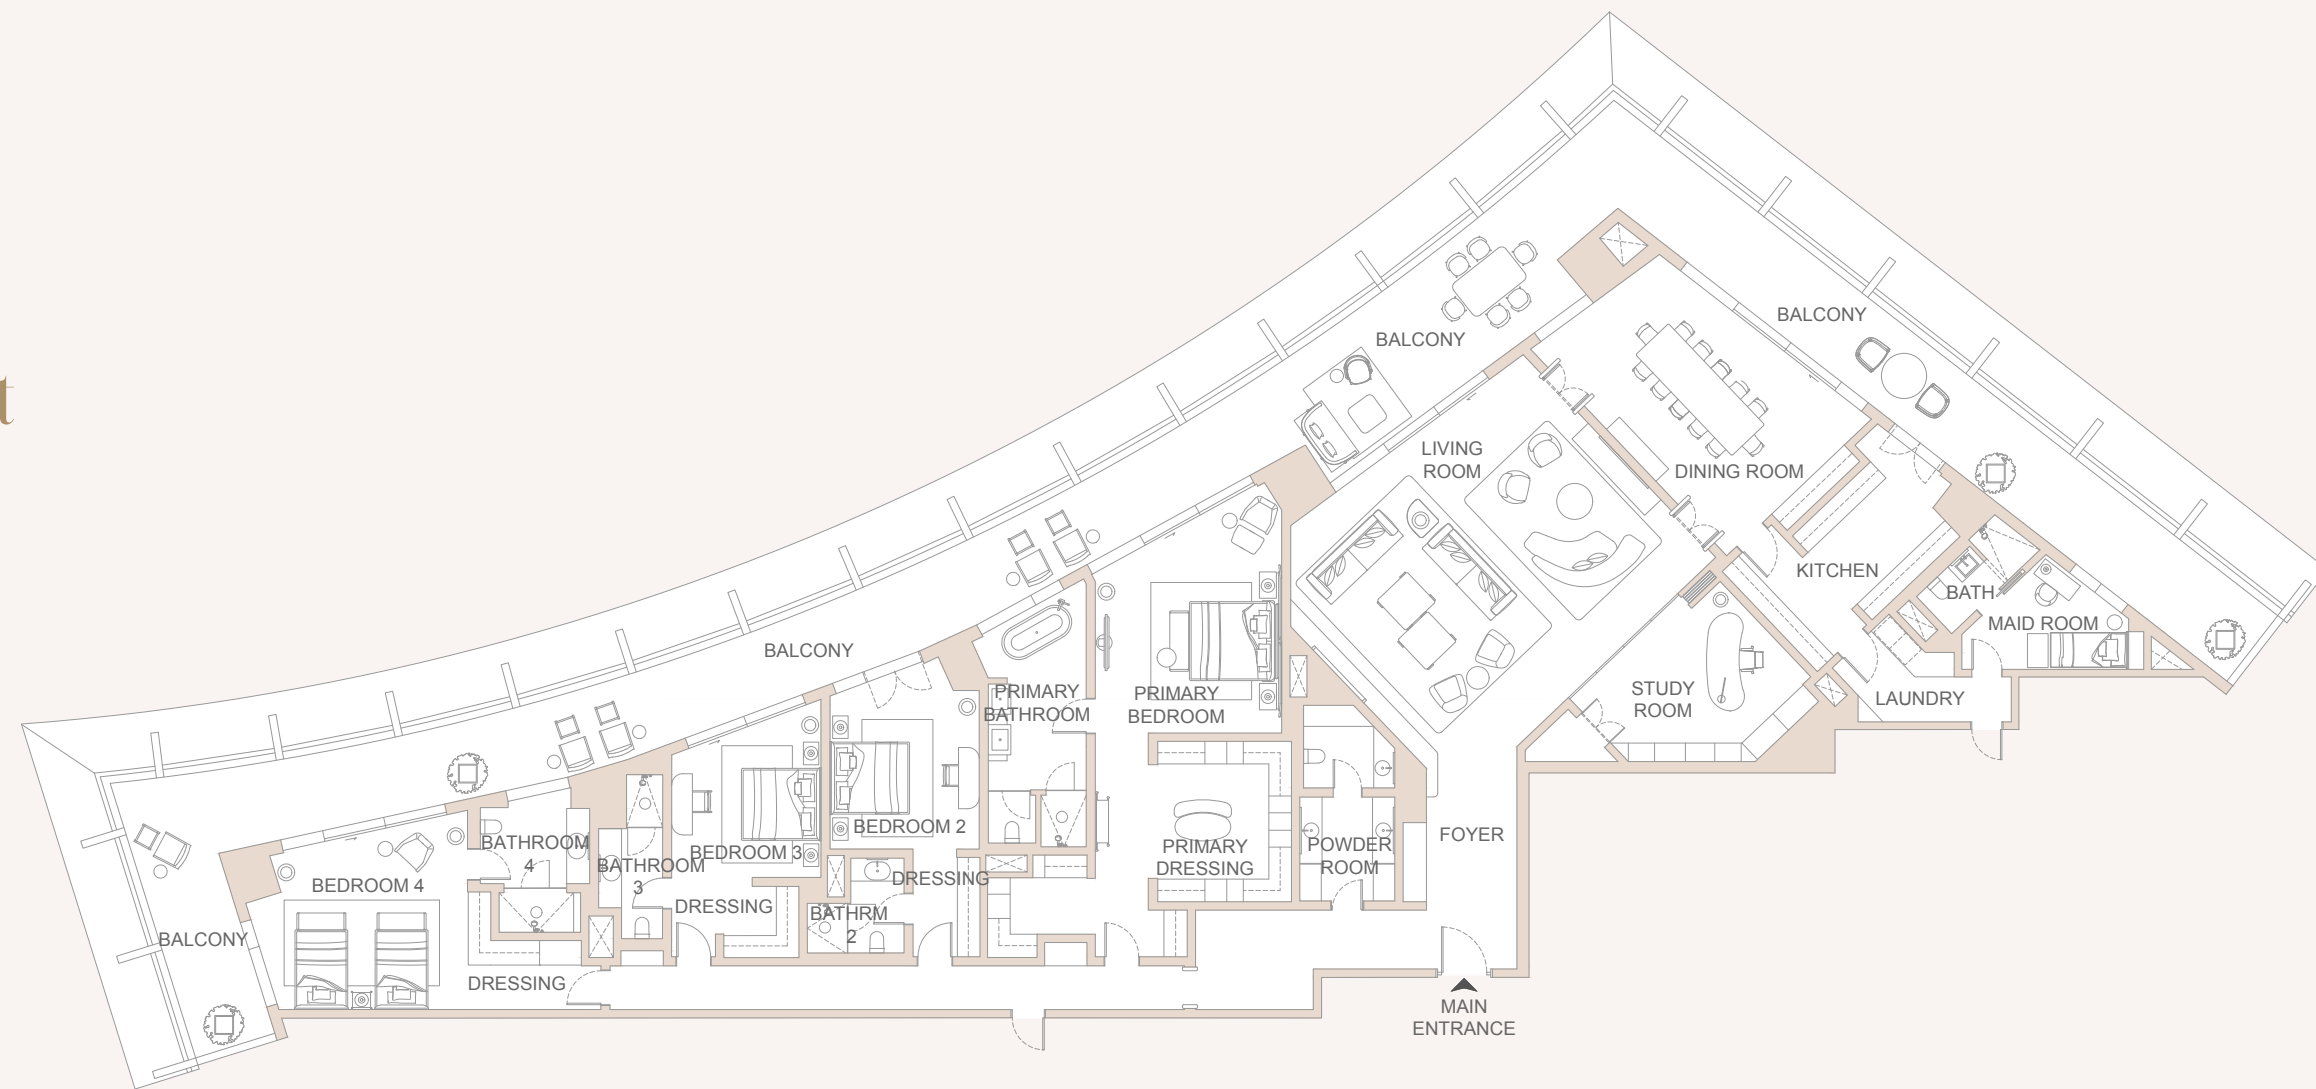 t
BALCONY
BALCONY
LIVING
ROOM
DINING ROOM
KITCHEN
BATH
MAID ROOM
LAUNDRY
STUDY
ROOM
BALCONY
PRIMARY
BATHROOM
PRIMARY
BEDROOM
BEDROOM 2
BEDROOM 3
BATHROOM
4
BATHROOM
3
BEDROOM 4
DRESSING
DRESSING
BATHRM
2
PRIMARY
DRESSING
POWDER
ROOM
FOYER
BALCONY
DRESSING
MAIN
ENTRANCE